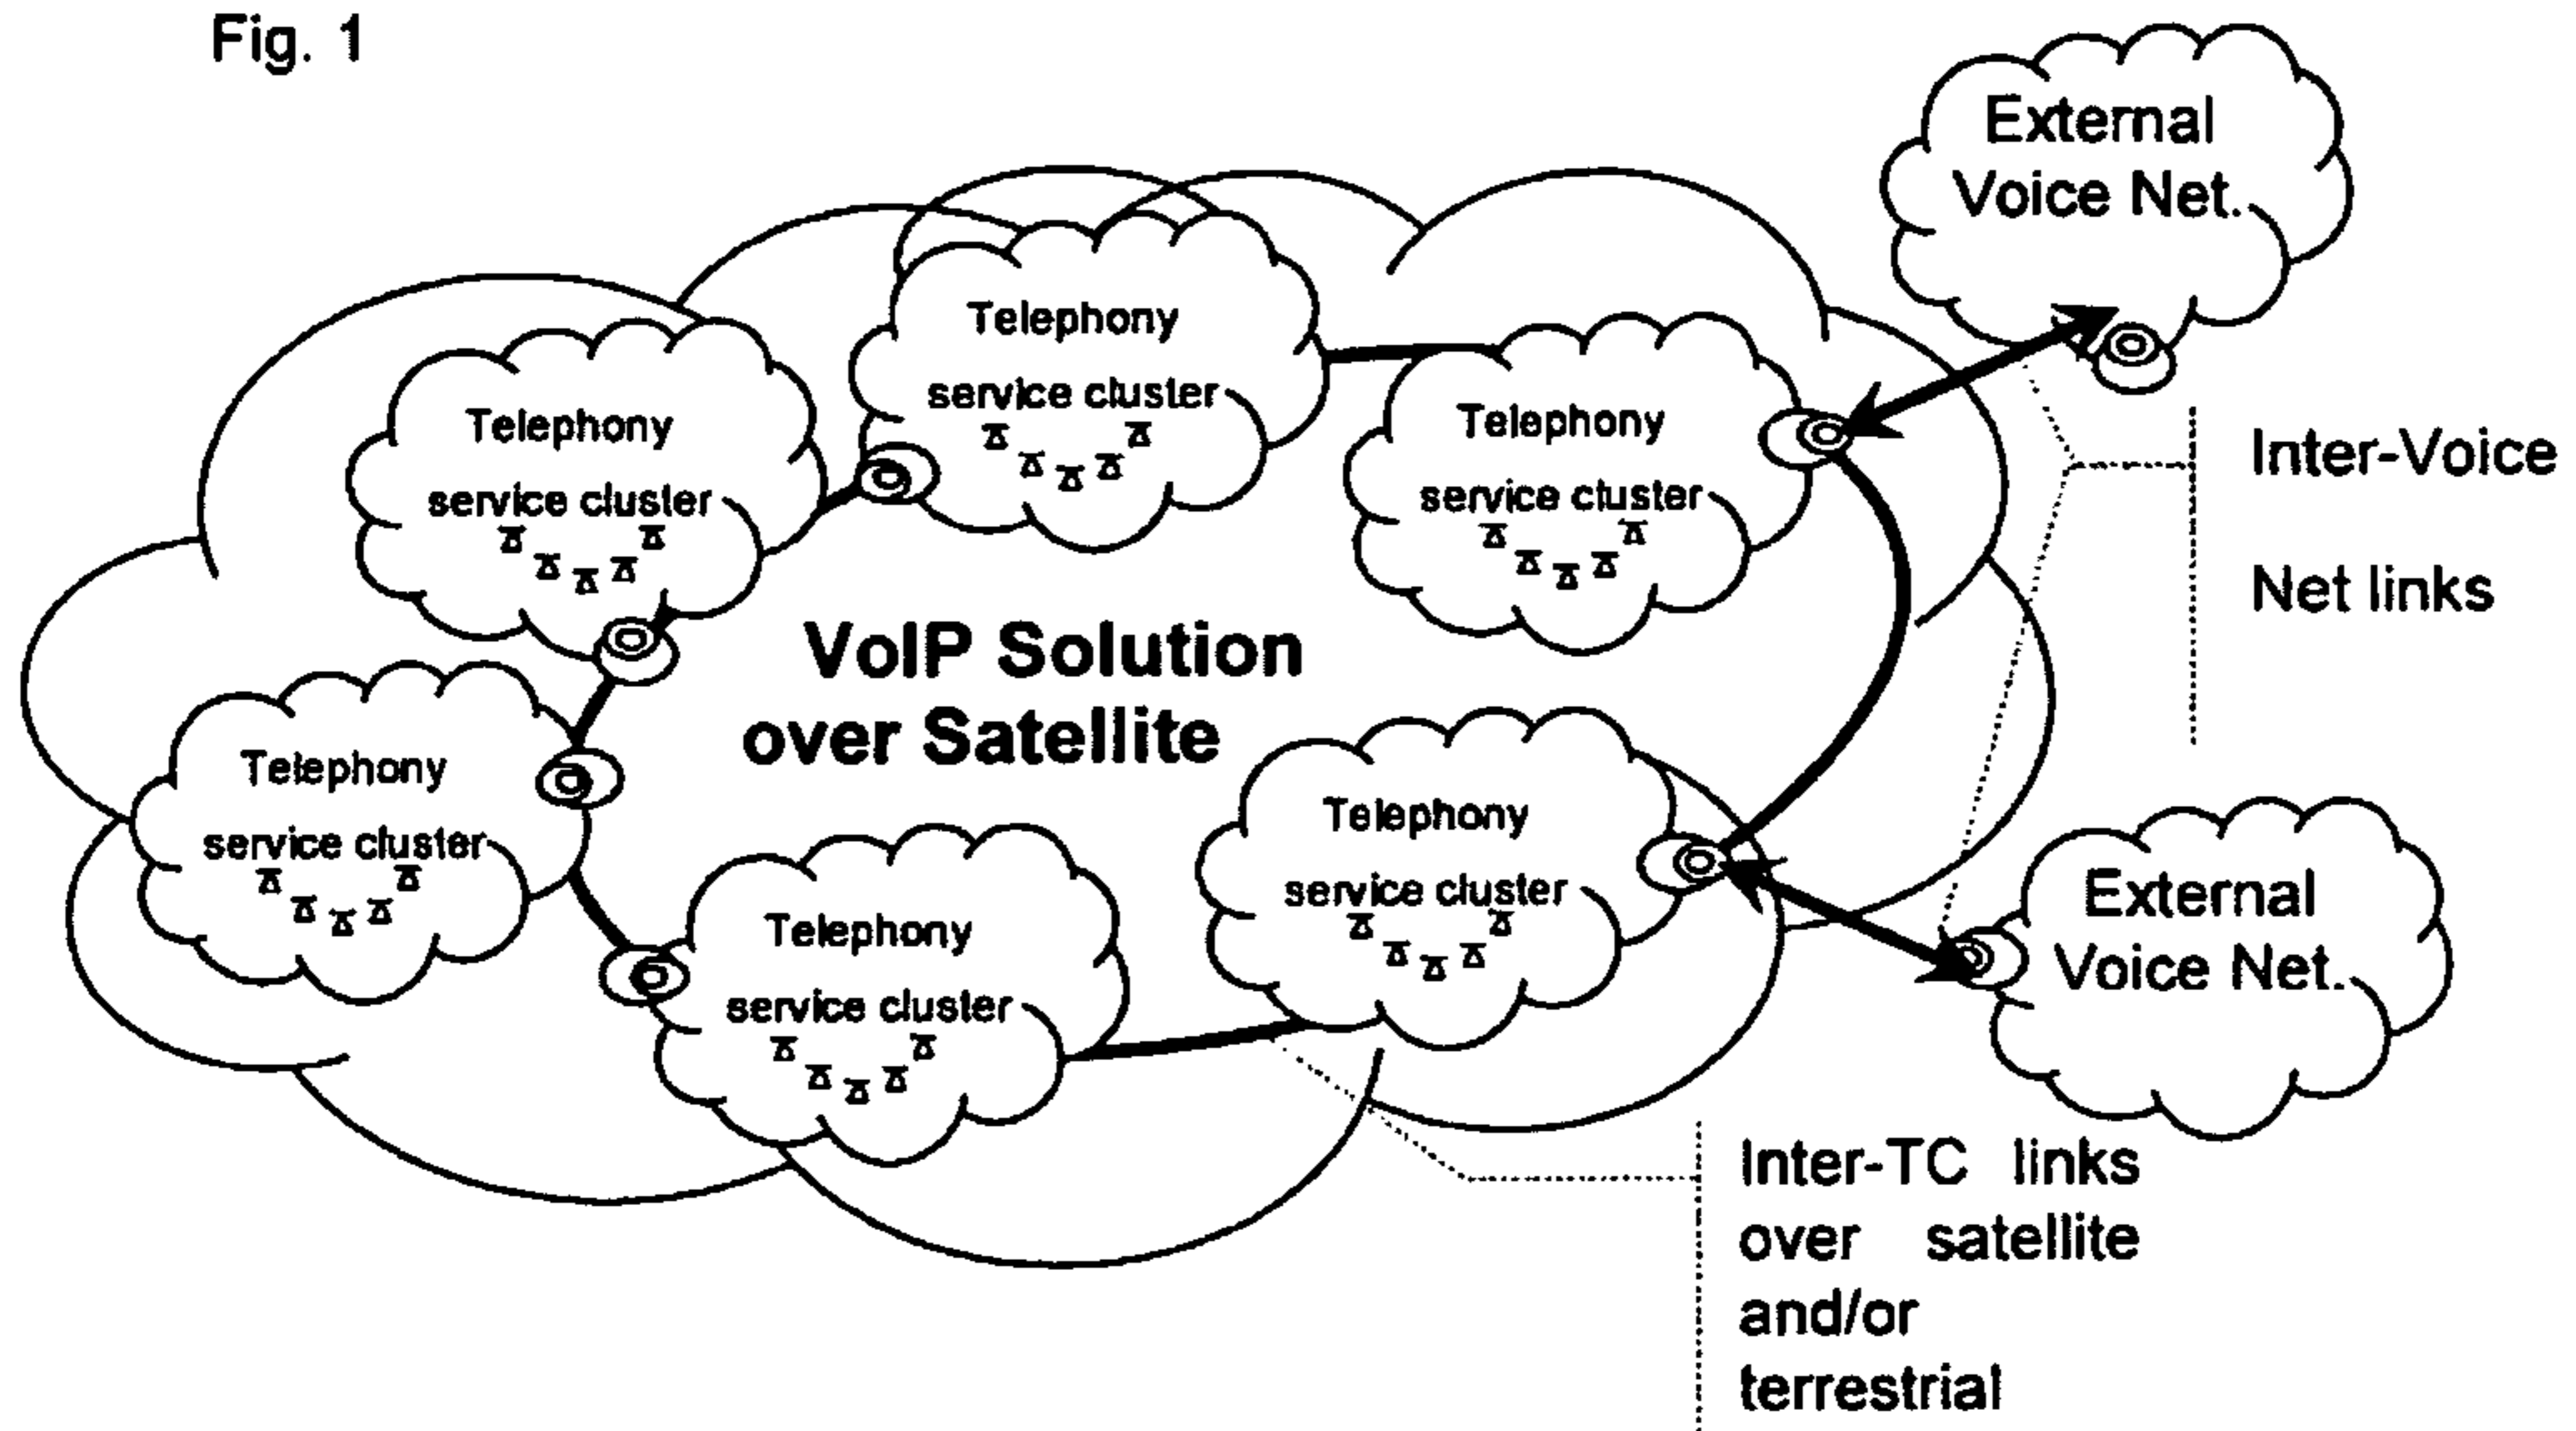 Fig. 1
External
Voice Net.
Telephony
service cluster
Telephony
service cluster
Telephony
service cluster
Inter-Voice
Net links
VoIP Solution
over Satellite
Telephony
service cluster
Telephony
service cluster
Telephony
service cluster
External
Voice Net.
Inter-TC links
over satellite
and/or
terrestrial